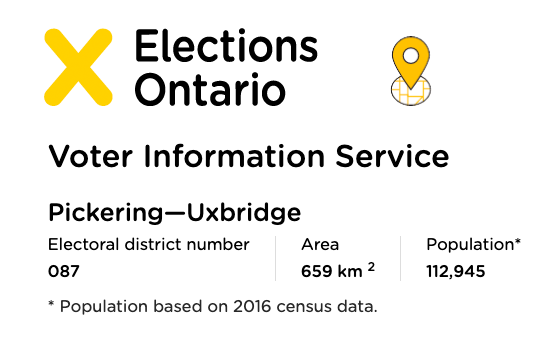 Elections
Ontario
Voter Information Service
Pickering—Uxbridge
Electoral district number
087
Area
659 km ²
Population*
112,945
* Population based on 2016 census data.